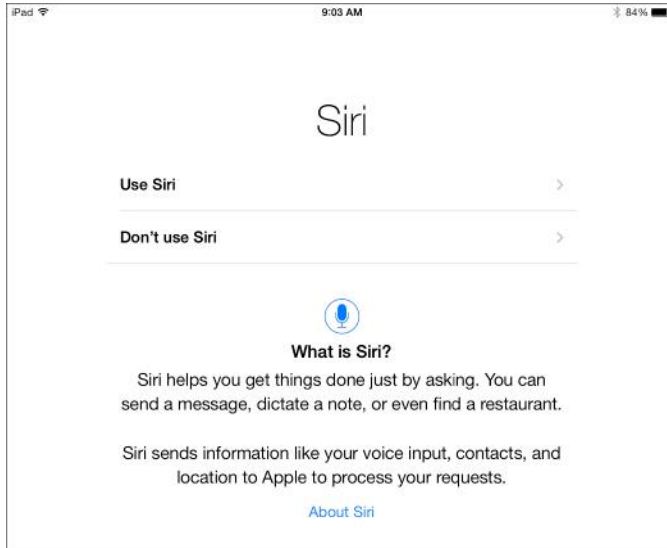 iPad 9:03 AM 84%
Siri
Use Siri
Don't use Siri
What is Siri?
Siri helps you get things done just by asking. You can
send a message, dictate a note, or even find a restaurant.
Siri sends information like your voice input, contacts, and
location to Apple to process your requests.
About Siri